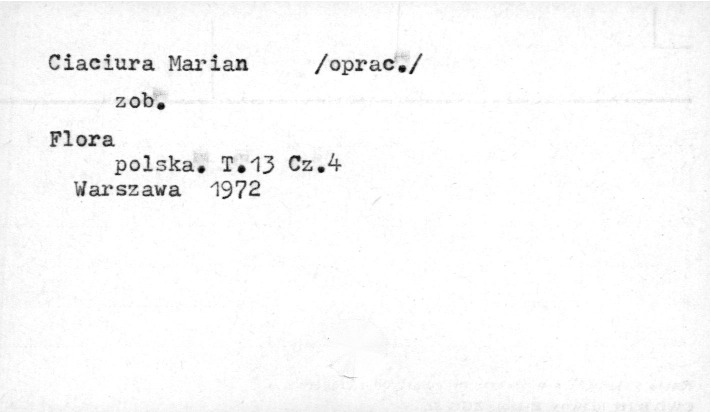 Ciaciura Marian /oprac./
zob.
Flora
polska. T.13 Cz.4
Warszawa 1972